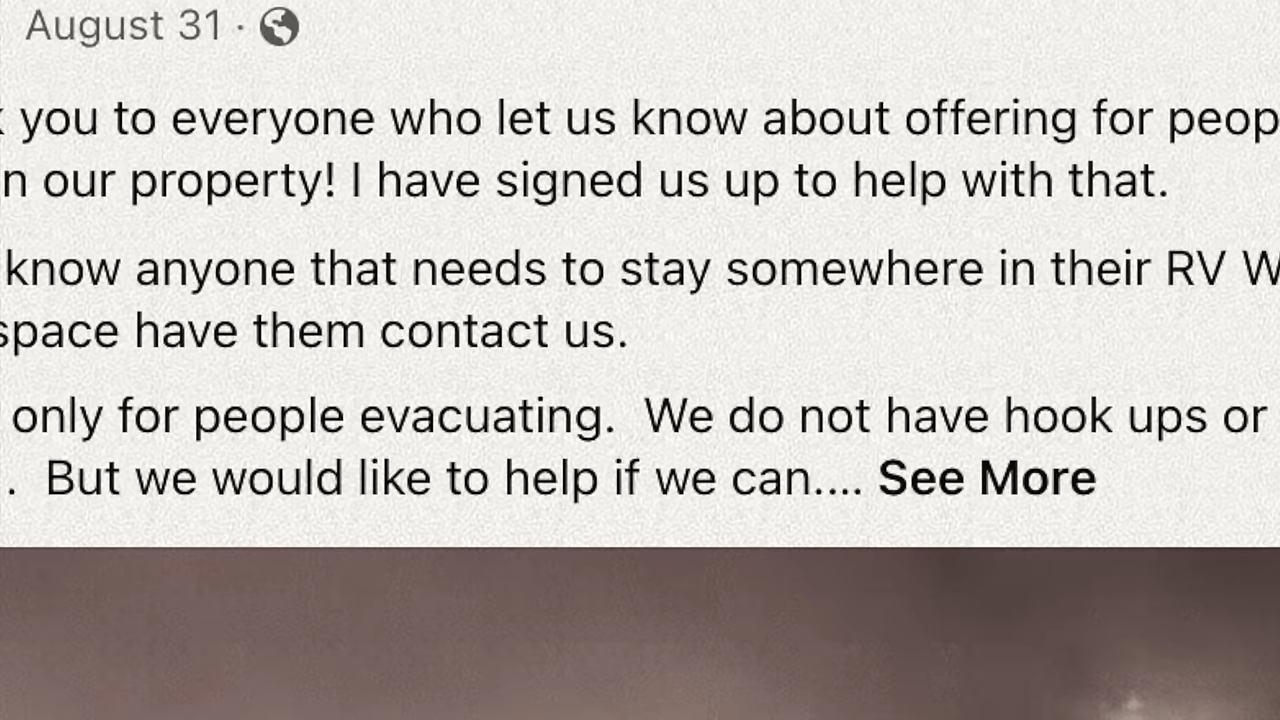 August 31 ·
you to everyone who let us know about offering for peop
n our property! I have signed us up to help with that.
know anyone that needs to stay somewhere in their RV W
space have them contact us.
only for people evacuating.  We do not have hook ups or
.  But we would like to help if we can.... See More